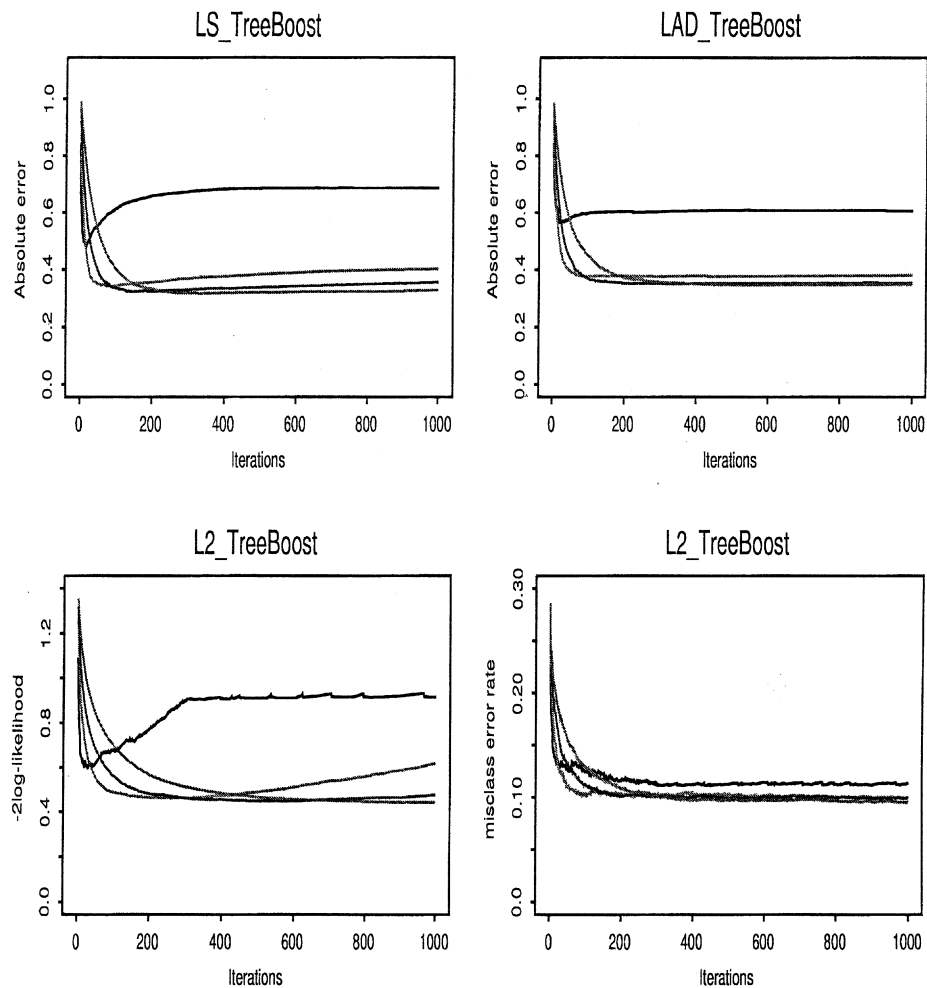 LS_TreeBoost
Absolute error
1.0
0.8
0.6
0.4
0.2
0.0
0 200 400 600 800 1000
Iterations
LAD_TreeBoost
Absolute error
1.0
0.8
0.6
0.4
0.2
0.0
0 200 400 600 800 1000
Iterations
L2_TreeBoost
-2log-likelihood
1.2
0.8
0.4
0.0
0 200 400 600 800 1000
Iterations
L2_TreeBoost
misclass error rate
0.30
0.20
0.10
0.0
0 200 400 600 800 1000
Iterations